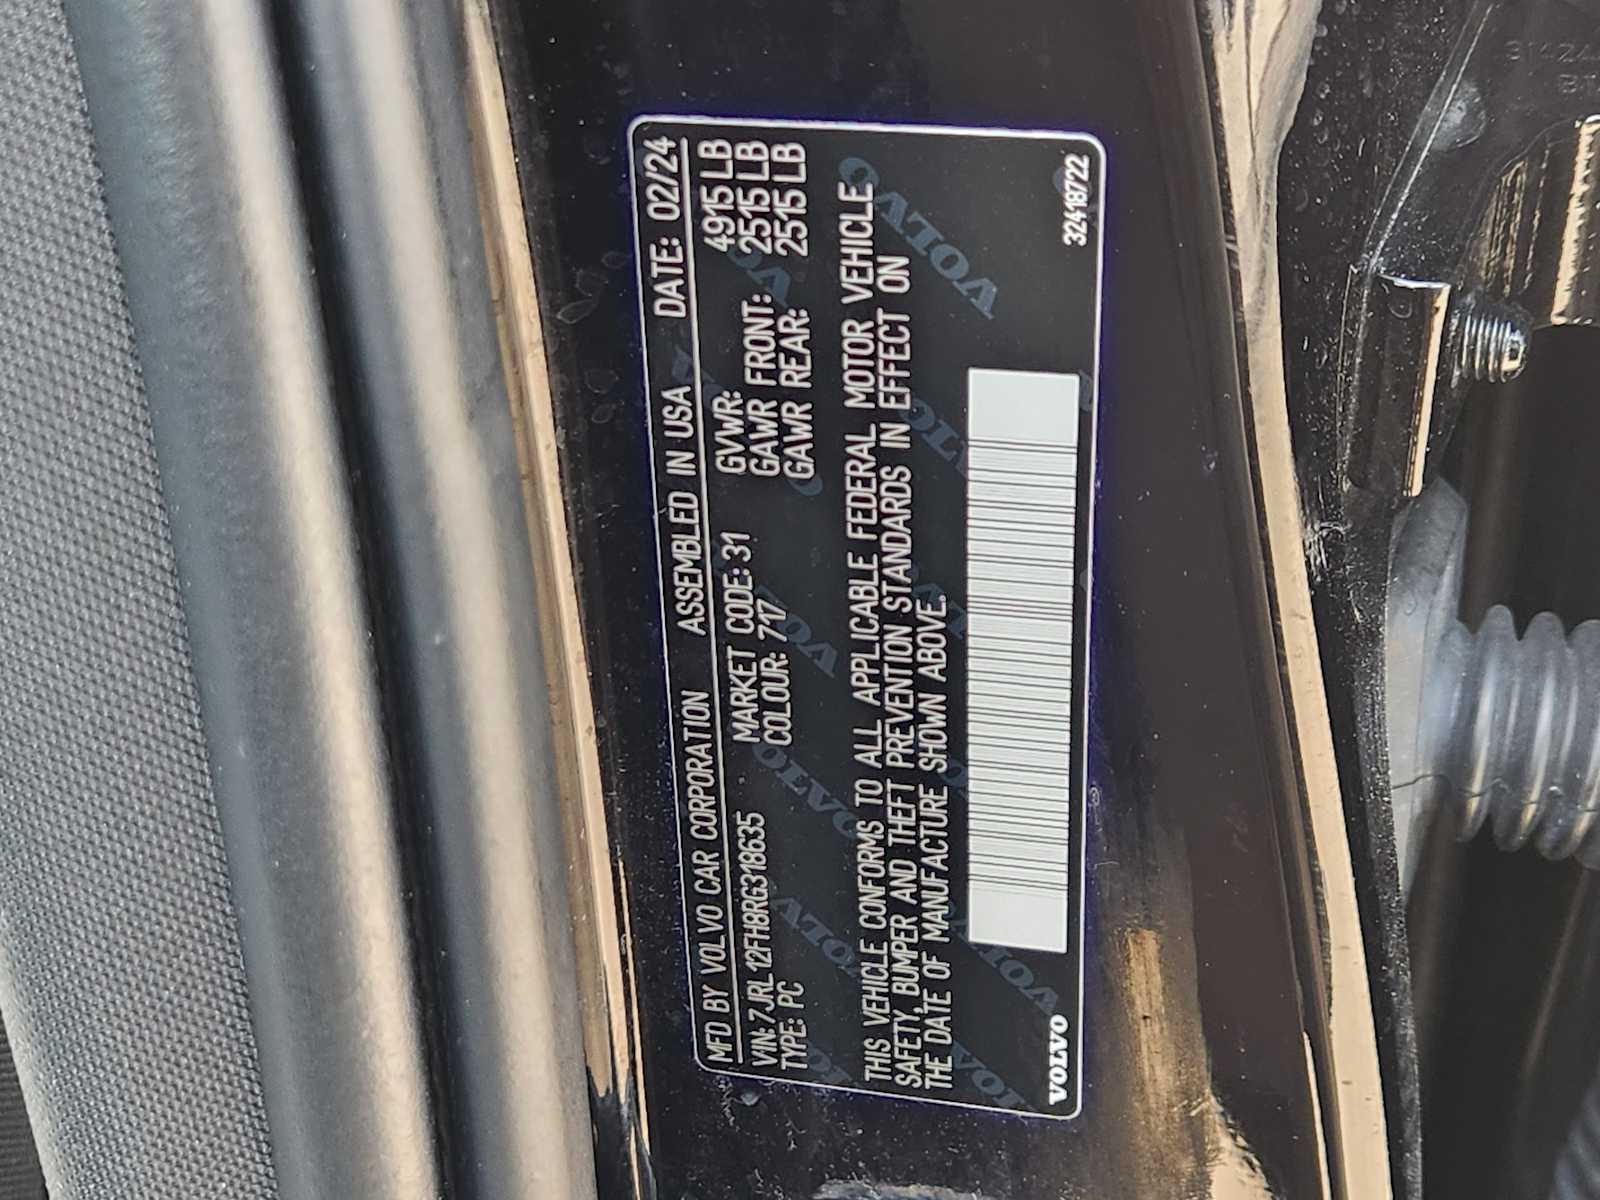 MFD BY VOLVO CAR CORPORATION ASSEMBLED IN USA DATE: 02/24
VIN: 7JRL12FH8RG318635 MARKET CODE: 31 GVWR: 4915 LB
TYPE: PC COLOUR: 717 GAWR FRONT: 2515 LB
GAWR REAR: 2515 LB
THIS VEHICLE CONFORMS TO ALL APPLICABLE FEDERAL MOTOR VEHICLE
SAFETY, BUMPER AND THEFT PREVENTION STANDARDS IN EFFECT ON
THE DATE OF MANUFACTURE SHOWN ABOVE.
VOLVO 32418722